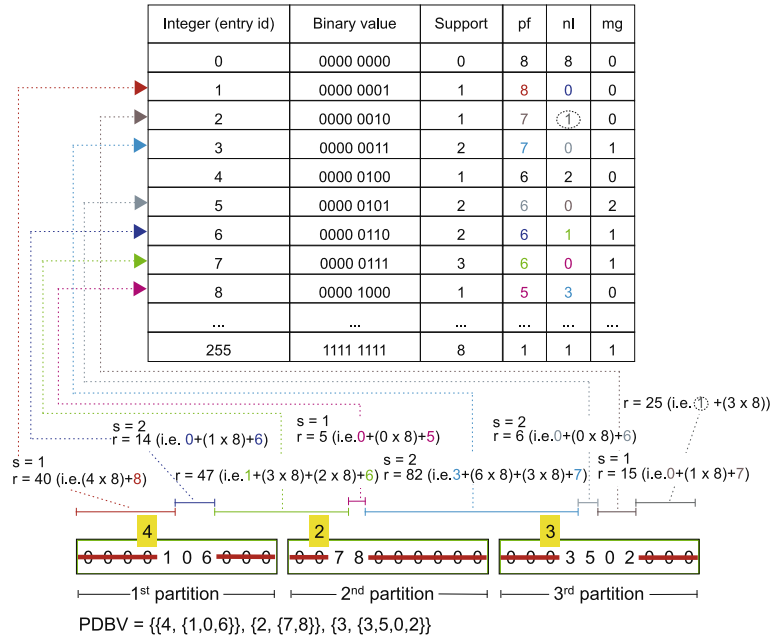 Integer (entry id) Binary value Support pf nl mg
0 0000 0000 0 8 8 0
1 0000 0001 1 8 0 0
2 0000 0010 1 7 1 0
3 0000 0011 2 7 0 1
4 0000 0100 1 6 2 0
5 0000 0101 2 6 0 2
6 0000 0110 2 6 1 1
7 0000 0111 3 6 0 1
8 0000 1000 1 5 3 0
... ... ... ... ... ...
255 1111 1111 8 1 1 1
r = 25 (i.e. 1 +(3 x 8))
s = 2
r = 14 (i.e. 0+(1 x 8)+6)
s = 1
r = 5 (i.e.0+(0 x 8)+5)
s = 2
r = 6 (i.e.0+(0 x 8)+6)
s = 1
r = 40 (i.e.(4 x 8)+8)
r = 47 (i.e.1+(3 x 8)+(2 x 8)+6)
s = 2
r = 82 (i.e.3+(6 x 8)+(3 x 8)+7)
s = 1
r = 15 (i.e.0+(1 x 8)+7)
4 2 3
0 0 0 0 1 0 6 0 0 0 0 0 7 8 0 0 0 0 0 0 0 0 0 3 5 0 2 0 0 0
1st partition 2nd partition 3rd partition
PDBV = {{4, {1,0,6}}, {2, {7,8}}, {3, {3,5,0,2}}